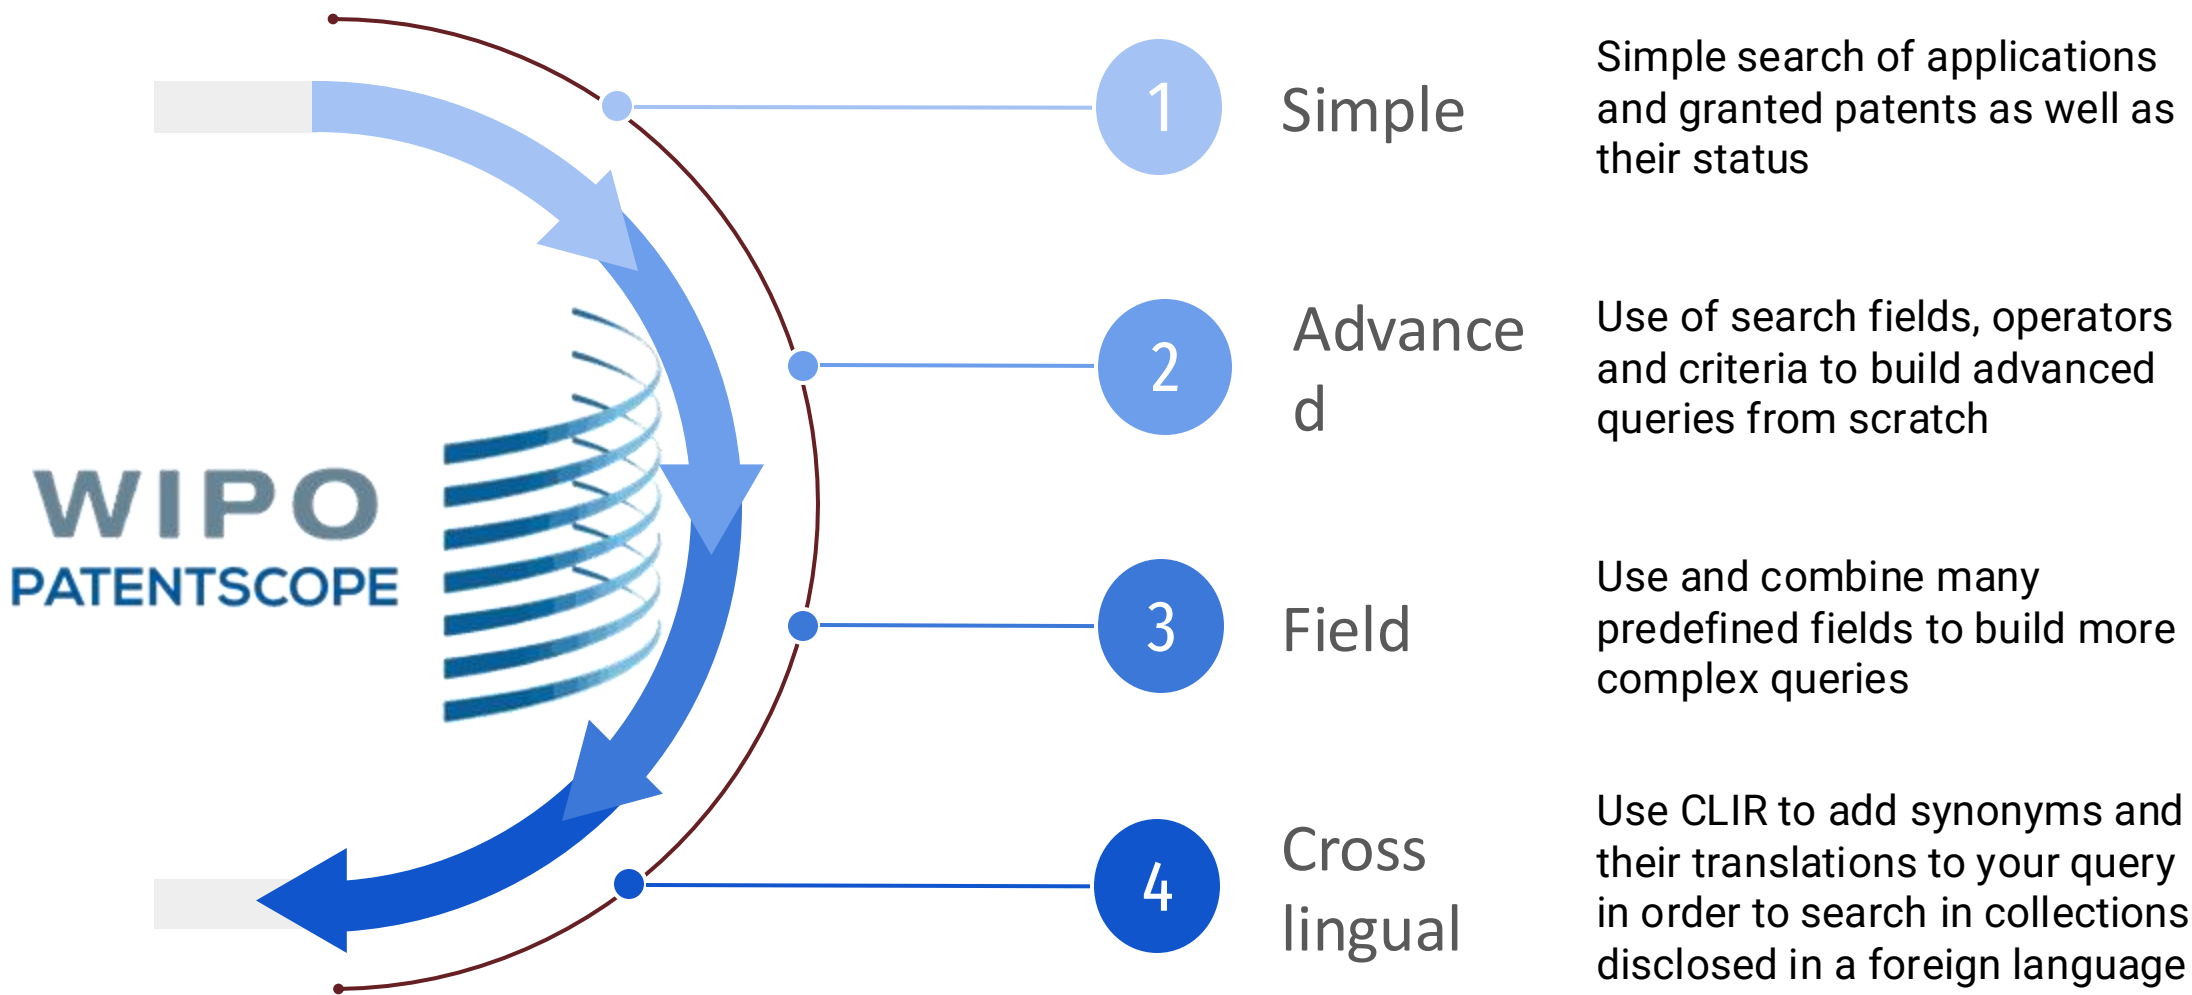 WIPO
PATENTSCOPE
1
Simple
Simple search of applications
and granted patents as well as
their status
2
Advance
d
Use of search fields, operators
and criteria to build advanced
queries from scratch
3
Field
Use and combine many
predefined fields to build more
complex queries
4
Cross
lingual
Use CLIR to add synonyms and
their translations to your query
in order to search in collections
disclosed in a foreign language